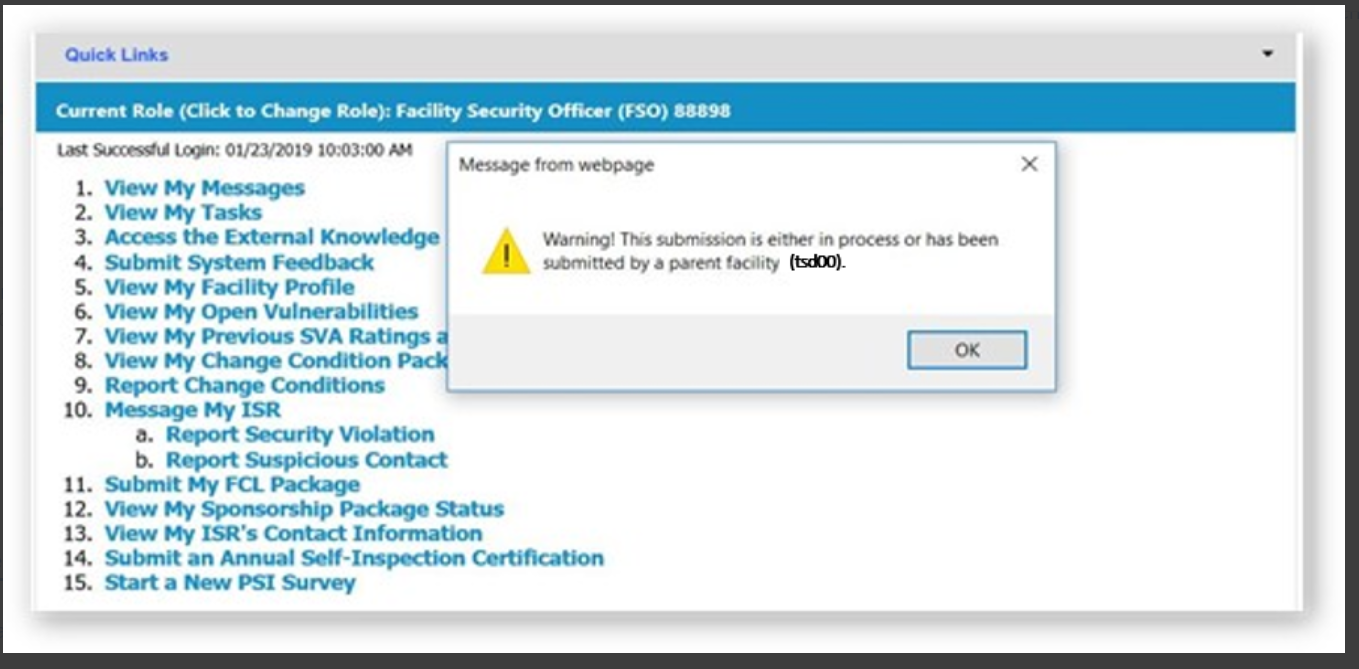 Quick Links
Current Role (Click to Change Role): Facility Security Officer (FSO) 88898
Last Successful Login: 01/23/2019 10:03:00 AM
Message from webpage
Warning! This submission is either in process or has been
submitted by a parent facility (tsd00).
OK
1. View My Messages
2. View My Tasks
3. Access the External Knowledge
4. Submit System Feedback
5. View My Facility Profile
6. View My Open Vulnerabilities
7. View My Previous SVA Ratings a
8. View My Change Condition Pack
9. Report Change Conditions
10. Message My ISR
a. Report Security Violation
b. Report Suspicious Contact
11. Submit My FCL Package
12. View My Sponsorship Package Status
13. View My ISR's Contact Information
14. Submit an Annual Self-Inspection Certification
15. Start a New PSI Survey